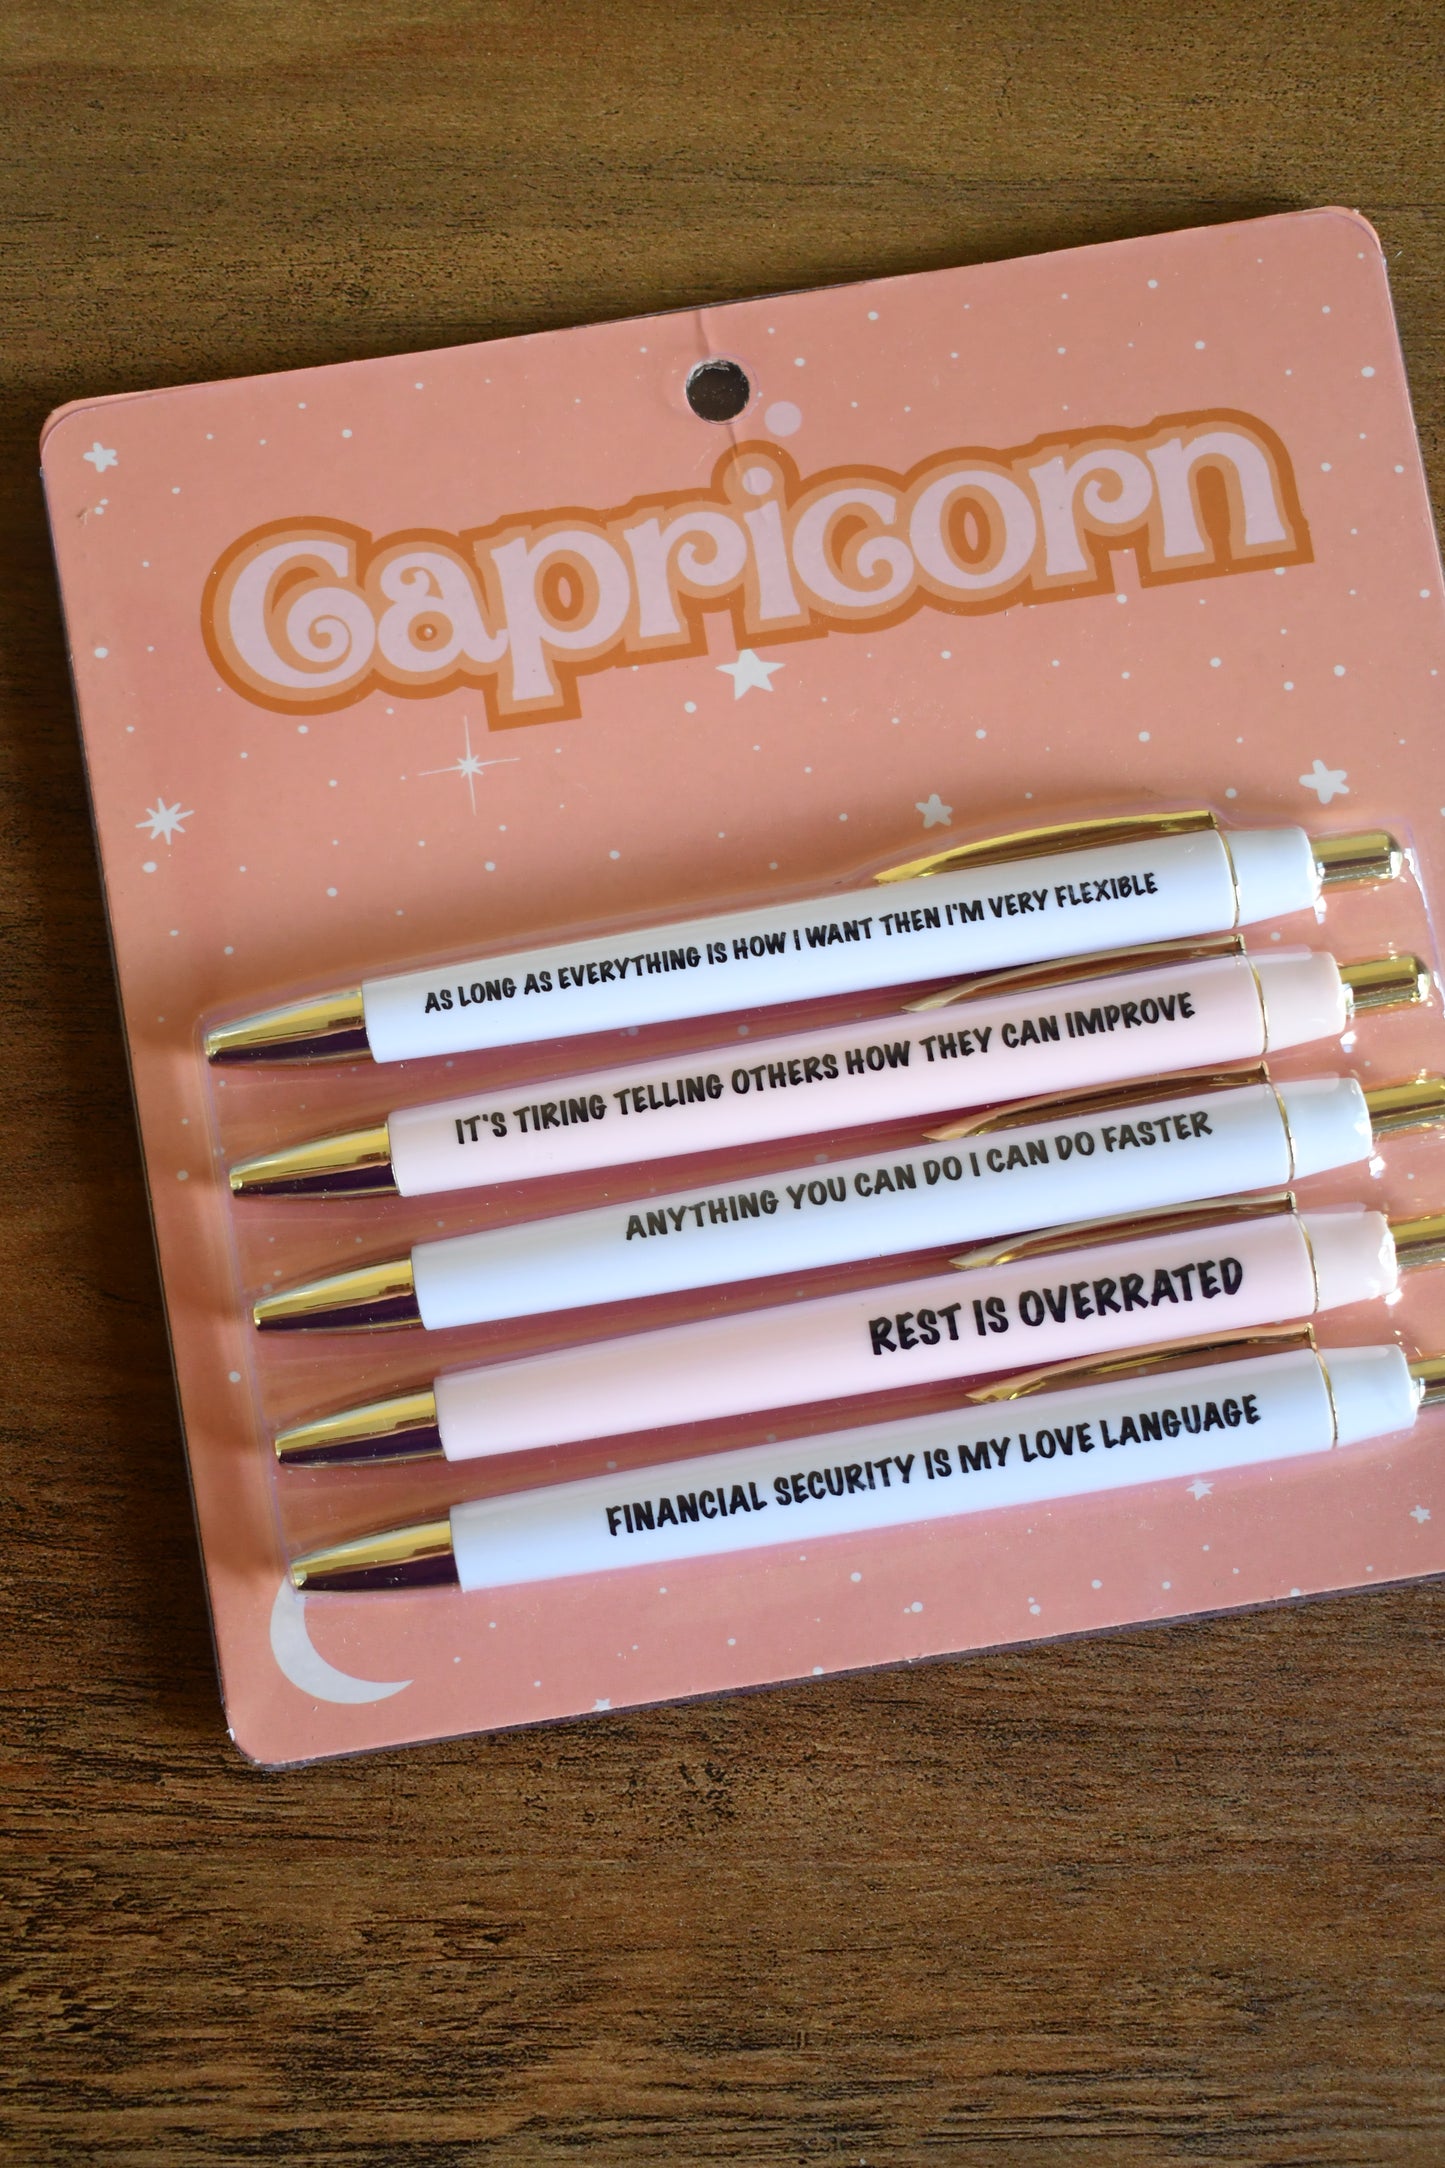 Capricorn
AS LONG AS EVERYTHING IS HOW I WANT THEN I'M VERY FLEXIBLE
IT'S TIRING TELLING OTHERS HOW THEY CAN IMPROVE
ANYTHING YOU CAN DO I CAN DO FASTER
REST IS OVERRATED
FINANCIAL SECURITY IS MY LOVE LANGUAGE